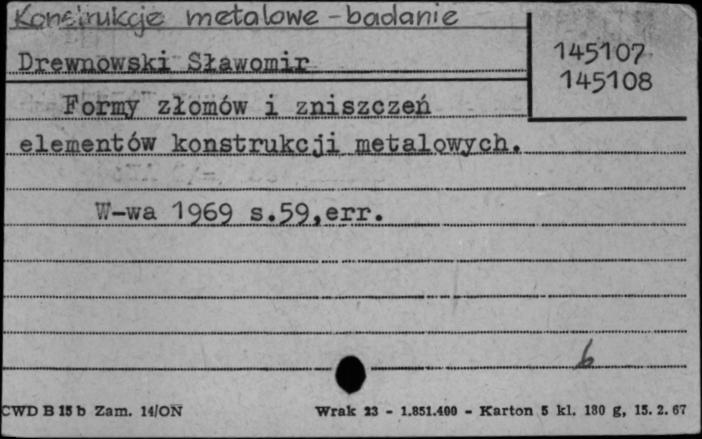 Konstrukcje metalowe - badanie
145107
145108
Drewnowski Sławomir
Formy złomów i zniszczeń
elementów konstrukcji metalowych.
W-wa 1969 s.59,err.
b
CWD B 15 b Zam. 14/ON Wrak 23 - 1.851.400 - Karton 5 kl. 180 g, 15. 2. 67